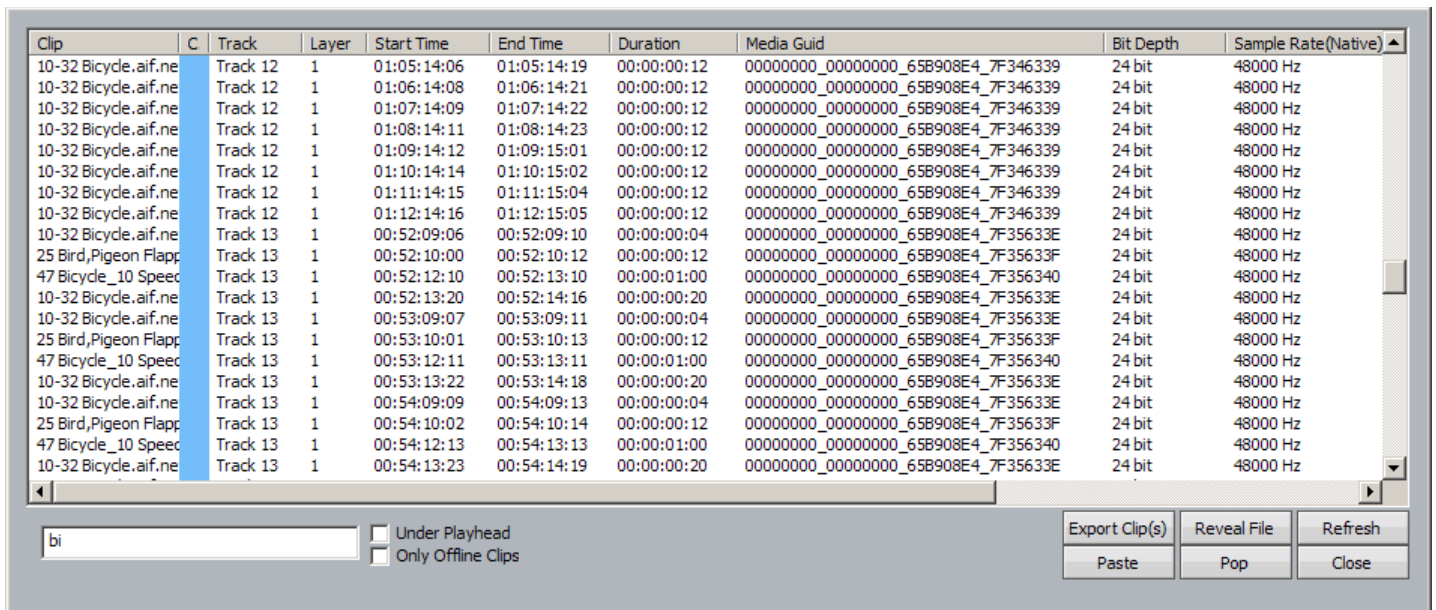 Clip C Track Layer Start Time End Time Duration Media Guid Bit Depth Sample Rate(Native)
10-32 Bicycle.aif.ne Track 12 1 01:05:14:06 01:05:14:19 00:00:00:12 00000000_00000000_65B908E4_7F346339 24 bit 48000 Hz
10-32 Bicycle.aif.ne Track 12 1 01:06:14:08 01:06:14:21 00:00:00:12 00000000_00000000_65B908E4_7F346339 24 bit 48000 Hz
10-32 Bicycle.aif.ne Track 12 1 01:07:14:09 01:07:14:22 00:00:00:12 00000000_00000000_65B908E4_7F346339 24 bit 48000 Hz
10-32 Bicycle.aif.ne Track 12 1 01:08:14:11 01:08:14:23 00:00:00:12 00000000_00000000_65B908E4_7F346339 24 bit 48000 Hz
10-32 Bicycle.aif.ne Track 12 1 01:09:14:12 01:09:15:01 00:00:00:12 00000000_00000000_65B908E4_7F346339 24 bit 48000 Hz
10-32 Bicycle.aif.ne Track 12 1 01:10:14:14 01:10:15:02 00:00:00:12 00000000_00000000_65B908E4_7F346339 24 bit 48000 Hz
10-32 Bicycle.aif.ne Track 12 1 01:11:14:15 01:11:15:04 00:00:00:12 00000000_00000000_65B908E4_7F346339 24 bit 48000 Hz
10-32 Bicycle.aif.ne Track 12 1 01:12:14:16 01:12:15:05 00:00:00:12 00000000_00000000_65B908E4_7F346339 24 bit 48000 Hz
10-32 Bicycle.aif.ne Track 13 1 00:52:09:06 00:52:09:10 00:00:00:04 00000000_00000000_65B908E4_7F35633E 24 bit 48000 Hz
25 Bird,Pigeon Flapp Track 13 1 00:52:10:00 00:52:10:12 00:00:00:12 00000000_00000000_65B908E4_7F35633F 24 bit 48000 Hz
47 Bicycle_10 Speed Track 13 1 00:52:12:10 00:52:13:10 00:00:01:00 00000000_00000000_65B908E4_7F356340 24 bit 48000 Hz
10-32 Bicycle.aif.ne Track 13 1 00:52:13:20 00:52:14:16 00:00:00:20 00000000_00000000_65B908E4_7F35633E 24 bit 48000 Hz
10-32 Bicycle.aif.ne Track 13 1 00:53:09:07 00:53:09:11 00:00:00:04 00000000_00000000_65B908E4_7F35633E 24 bit 48000 Hz
25 Bird,Pigeon Flapp Track 13 1 00:53:10:01 00:53:10:13 00:00:00:12 00000000_00000000_65B908E4_7F35633F 24 bit 48000 Hz
47 Bicycle_10 Speed Track 13 1 00:53:12:11 00:53:13:11 00:00:01:00 00000000_00000000_65B908E4_7F356340 24 bit 48000 Hz
10-32 Bicycle.aif.ne Track 13 1 00:53:13:22 00:53:14:18 00:00:00:20 00000000_00000000_65B908E4_7F35633E 24 bit 48000 Hz
10-32 Bicycle.aif.ne Track 13 1 00:54:09:09 00:54:09:13 00:00:00:04 00000000_00000000_65B908E4_7F35633E 24 bit 48000 Hz
25 Bird,Pigeon Flapp Track 13 1 00:54:10:02 00:54:10:14 00:00:00:12 00000000_00000000_65B908E4_7F35633F 24 bit 48000 Hz
47 Bicycle_10 Speed Track 13 1 00:54:12:13 00:54:13:13 00:00:01:00 00000000_00000000_65B908E4_7F356340 24 bit 48000 Hz
10-32 Bicycle.aif.ne Track 13 1 00:54:13:23 00:54:14:19 00:00:00:20 00000000_00000000_65B908E4_7F35633E 24 bit 48000 Hz
bi
Under Playhead
Only Offline Clips
Export Clip(s) Reveal File Refresh
Paste Pop Close